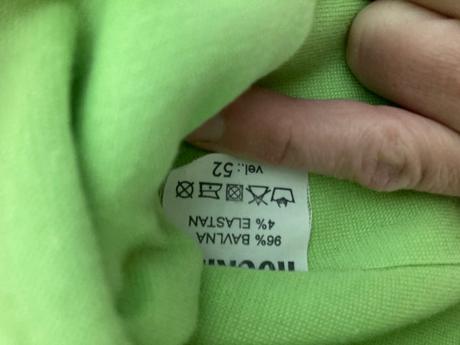 96% BAVLNA
4% ELASTAN
vel.: 52